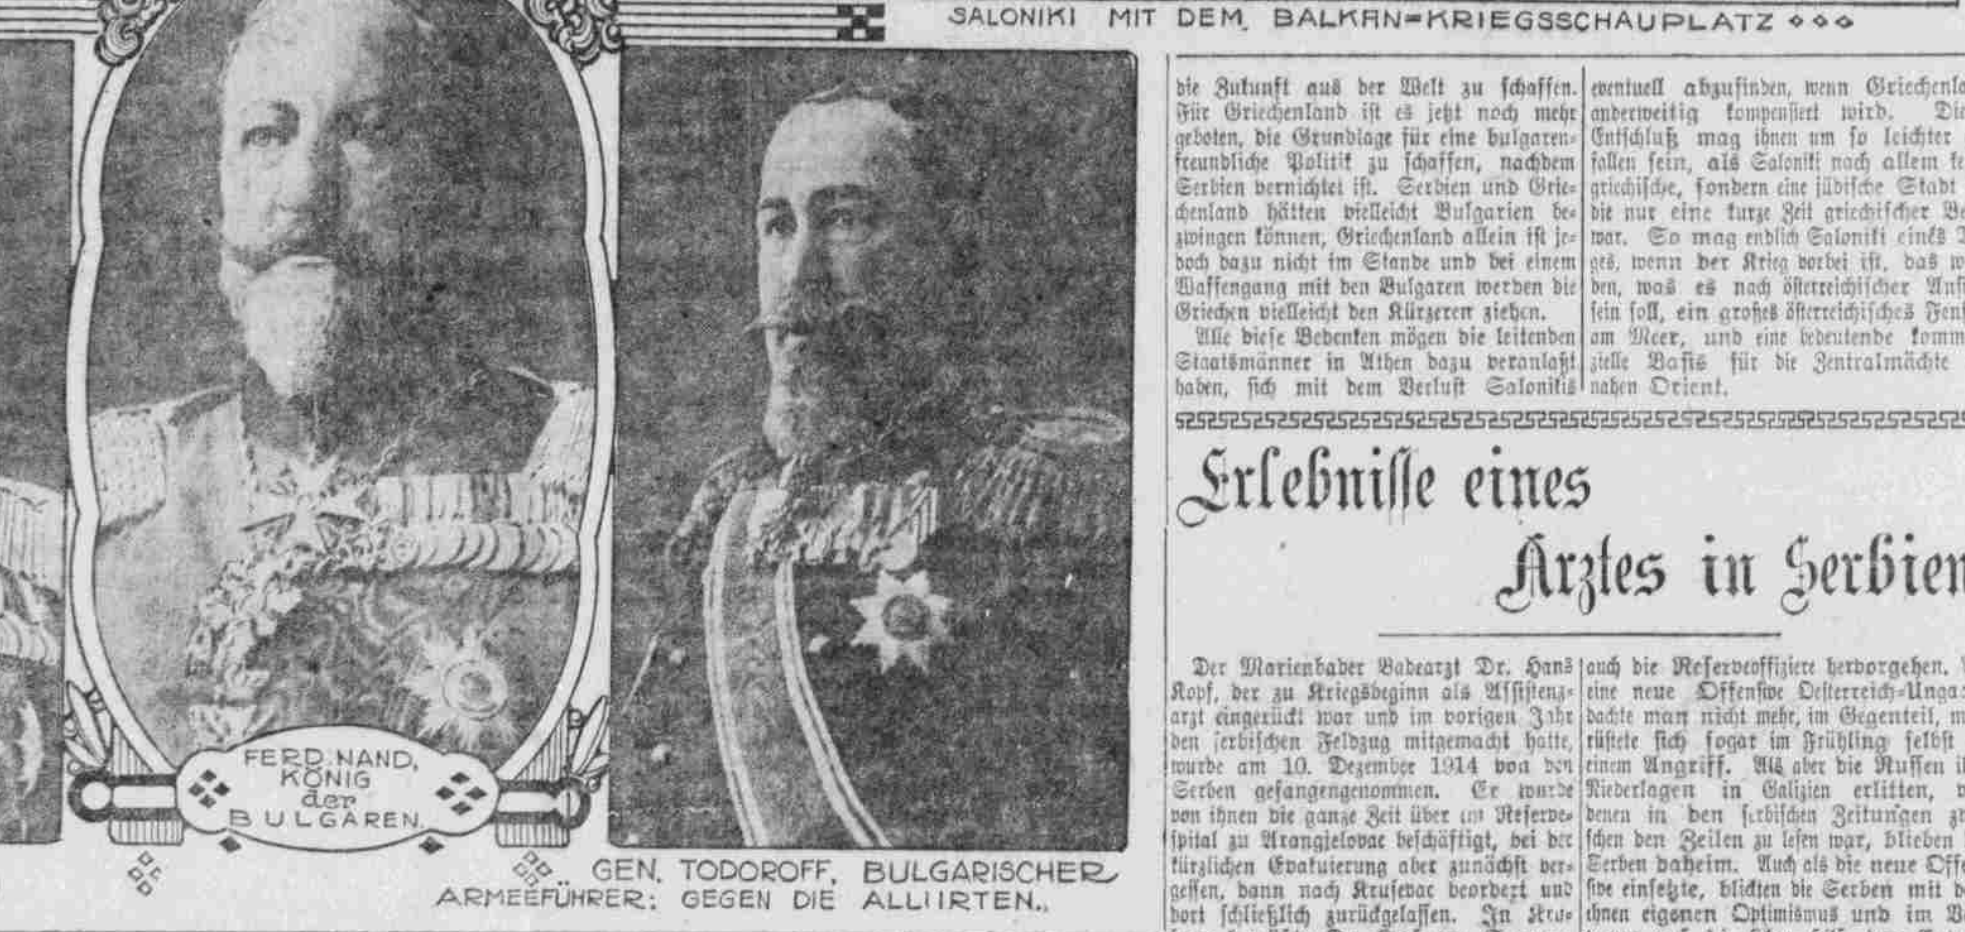 SALONIKI MIT DEM. BALKAN=KRIEGSSCHAUPLATZ
FERD NAND,
KÖNIG
der
BULGAREN.
GEN. TODOROFF, BULGARISCHER
ARMEEFÜHRER: GEGEN DIE ALLIIRTEN.
die Zukunft aus der Welt zu schaffen.
Für Griechenland ist es jetzt noch mehr
geboten, die Grundlage für eine bulgaren-
freundliche Politik zu schaffen, nachdem
Serbien vernichtet ist. Serbien und Grie-
chenland hätten vielleicht Bulgarien be-
zwingen können, Griechenland allein ist je-
doch dazu nicht im Stande und bei einem
Waffengang mit den Bulgaren werden die
Griechen vielleicht den Kürzeren ziehen.
Alle diese Bedenken mögen die leitenden
Staatsmänner in Athen dazu veranlaßt
haben, sich mit dem Verlust Salonikis
eventuell abzufinden, wenn Griechenla
anderweitig kompensiert wird. Die
Entschluß mag ihnen um so leichter
fallen sein, als Saloniki nach allem ke
griechische, sondern eine jüdische Stadt
die nur eine kurze Zeit griechischer Be
war. So mag endlich Saloniki eines
ges, wenn der Krieg vorbei ist, das w
den, was es nach österreichischer Ansi
sein soll, ein großes österreichisches Fens
am Meer, und eine bedeutende komm
zielle Basis für die Zentralmächte
nahen Orient.
Erlebnisse eines
Arztes in Serbien
Der Marienbader Badearzt Dr. Hans
Kopf, der zu Kriegsbeginn als Assistenz-
arzt eingerückt war und im vorigen Jahr
den serbischen Feldzug mitgemacht hatte,
wurde am 10. Dezember 1914 von den
Serben gefangengenommen. Er wurde
von ihnen die ganze Zeit über im Reserve-
spital zu Arangjelovac beschäftigt, bei der
kürzlichen Evakuierung aber zunächst ver-
gessen, dann nach Krusevac beordert und
dort schließlich zurückgelassen. In Kru-
auch die Reserveoffiziere hervorgehen.
eine neue Offensive Oesterreich-Unga
dachte man nicht mehr, im Gegenteil, m
rüstete sich sogar im Frühling selbst
einem Angriff. Als aber die Russen i
Niederlagen in Galizien erlitten,
denen in den serbischen Zeitungen z
schen den Zeilen zu lesen war, blieben
Serben daheim. Auch als die neue Offe
sive einsetzte, blickten die Serben mit d
ihnen eigenen Optimismus und im